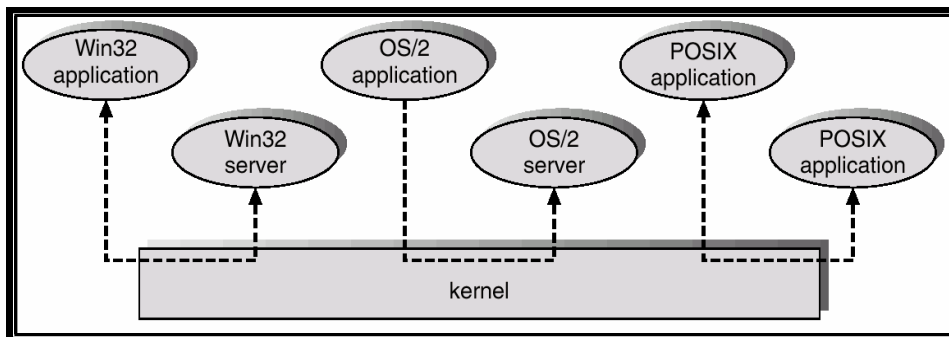 Win32
application
OS/2
application
POSIX
application
Win32
server
OS/2
server
POSIX
application
kernel